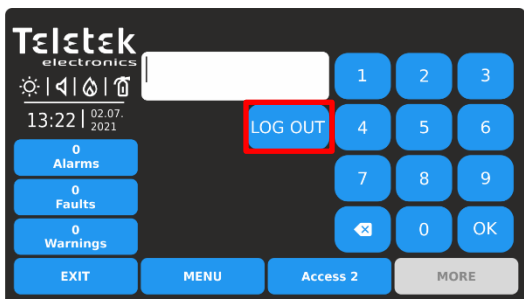 Teletek
electronics
13:22 02.07.
2021
0
Alarms
0
Faults
0
Warnings
LOG OUT
1 2 3
4 5 6
7 8 9
0 OK
EXIT MENU Access 2 MORE